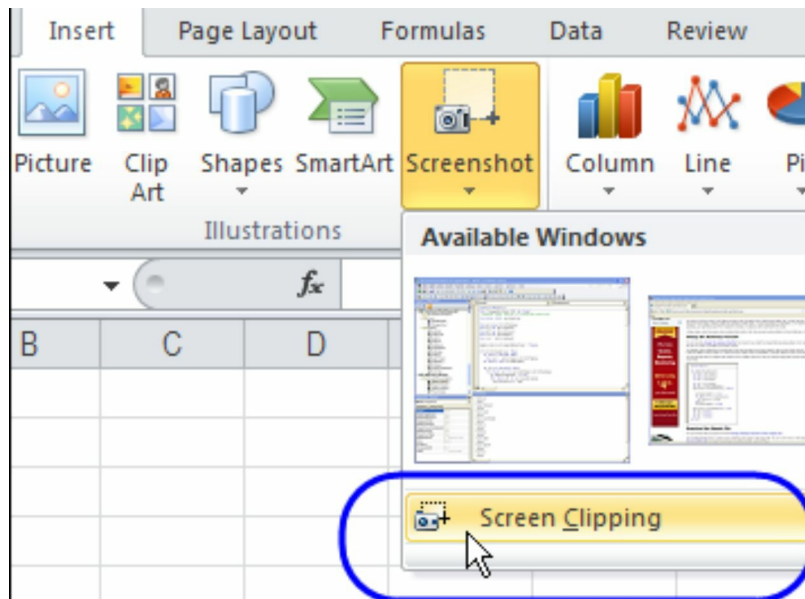 Insert Page Layout Formulas Data Review
Picture Clip Art Shapes SmartArt Screenshot Column Line
Illustrations
Available Windows
fx
B C D
Screen Clipping